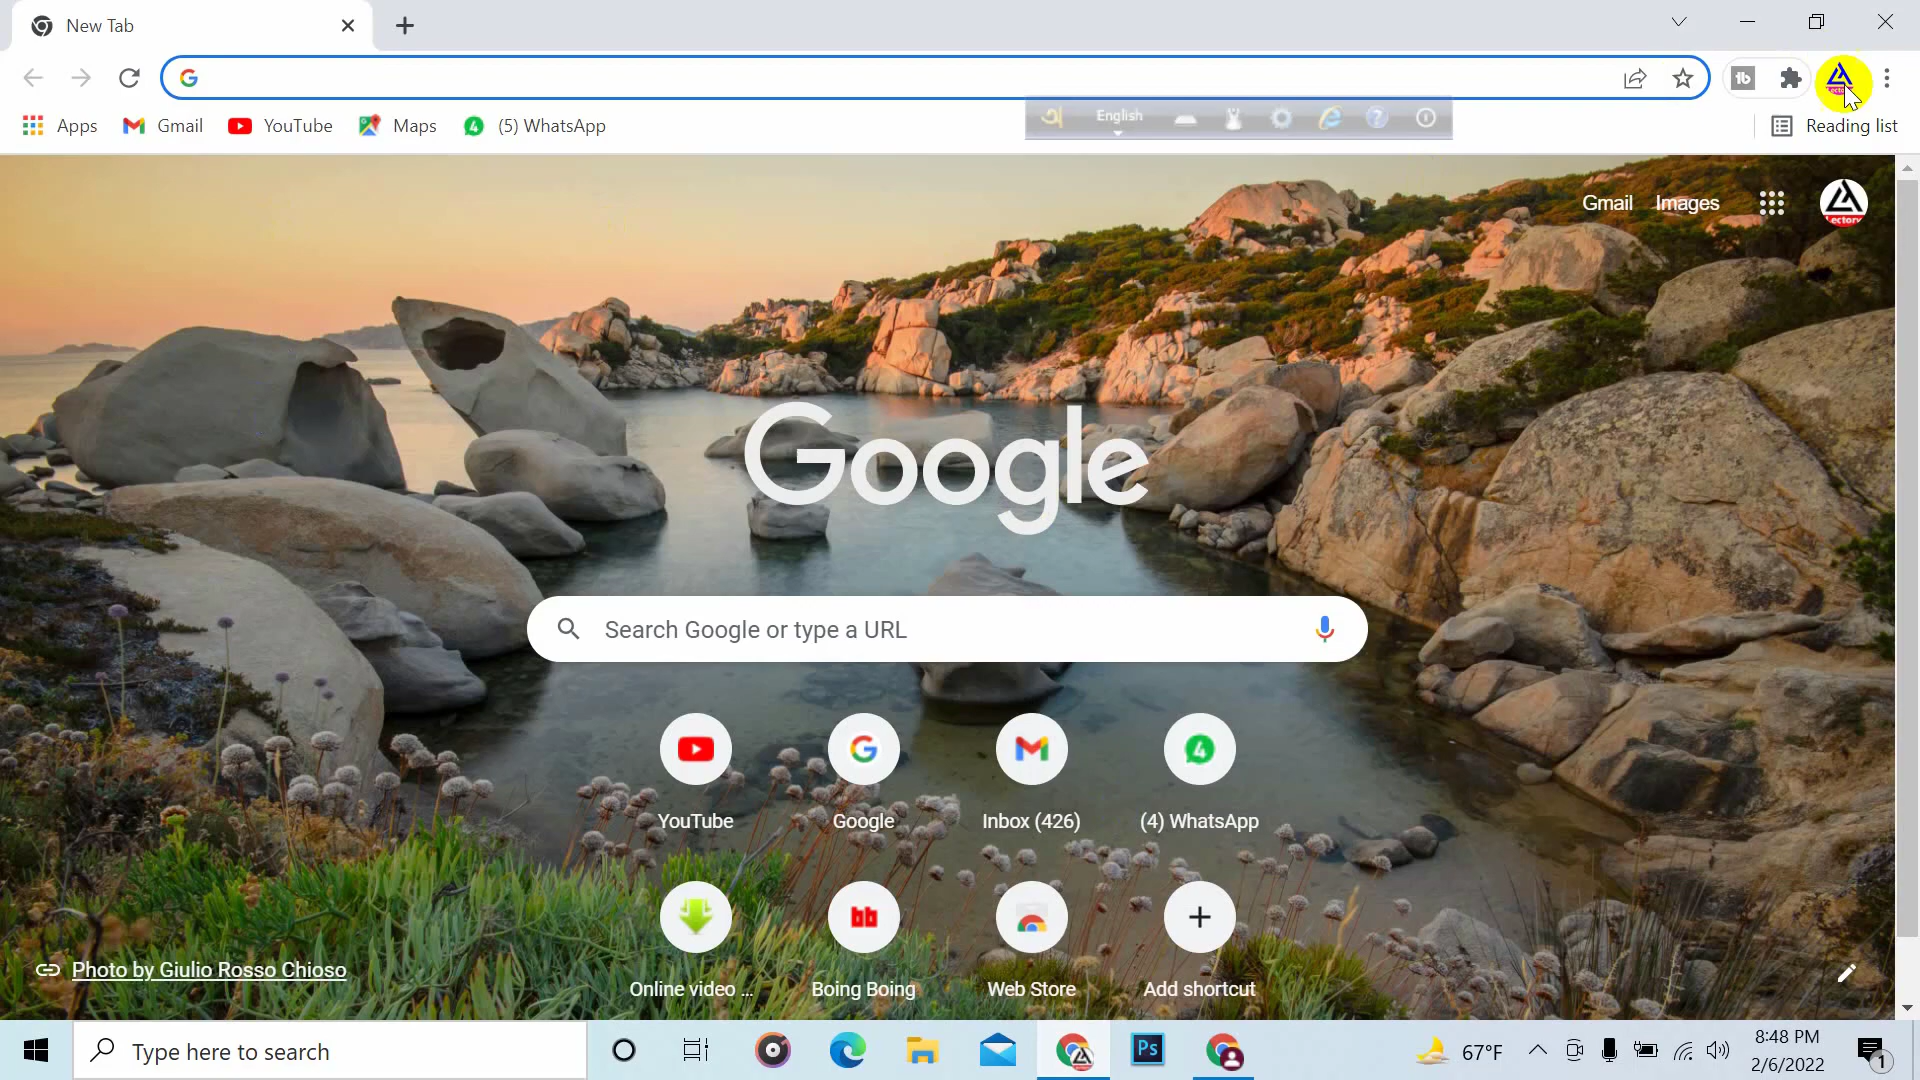 New Tab
Apps
Gmail
YouTube
Maps
(5) WhatsApp
English
Reading list
Gmail
Images
Google
Search Google or type a URL
YouTube
Google
Inbox (426)
(4) WhatsApp
Online video ...
Boing Boing
Web Store
Add shortcut
Photo by Giulio Rosso Chioso
Type here to search
Ps
67°F
8:48 PM
2/6/2022
1